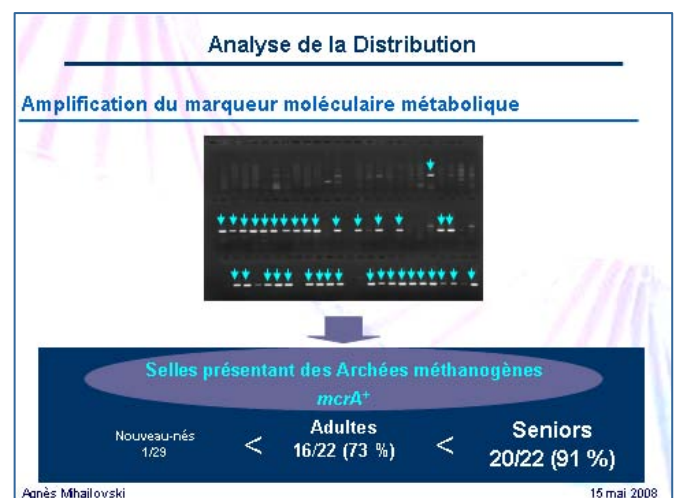 Analyse de la Distribution
Amplification du marqueur moléculaire métabolique
Selles présentant des Archées méthanogènes
mcrA+
Nouveau-nés
1/29
<
Adultes
16/22 (73 %)
<
Seniors
20/22 (91 %)
Agnès Mihajlovski
15 mai 2008